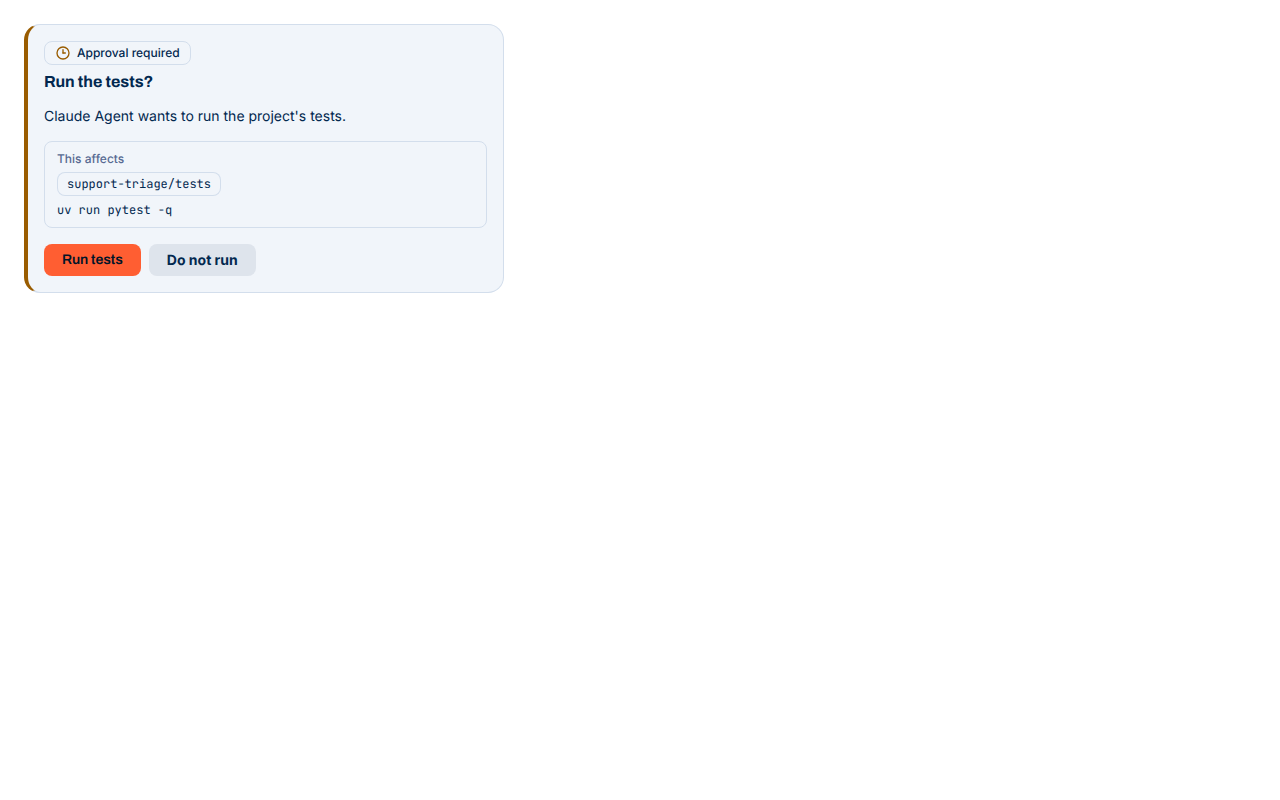 Approval required
Run the tests?
Claude Agent wants to run the project's tests.
This affects
support-triage/tests
uv run pytest -q
Run tests
Do not run